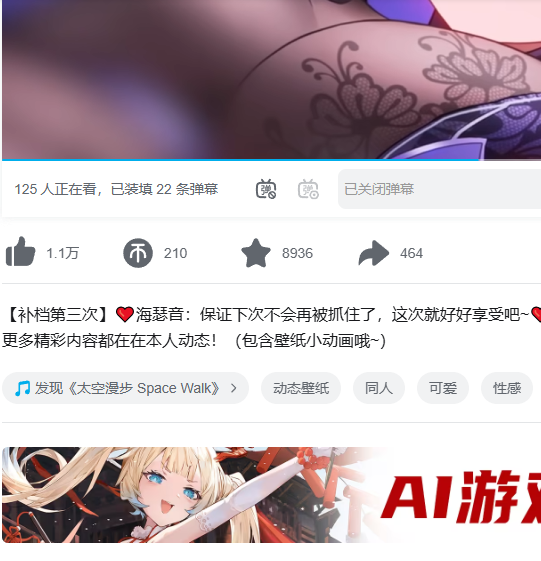 125 人正在看，已装填 22 条弹幕
已关闭弹幕
1.1万
210
8936
464
【补档第三次】❤️海瑟音：保证下次不会再被抓住了，这次就好好享受吧~❤️
更多精彩内容都在在本人动态！（包含壁纸小动画哦~）
发现《太空漫步 Space Walk》 >
动态壁纸
同人
可爱
性感
AI游戏